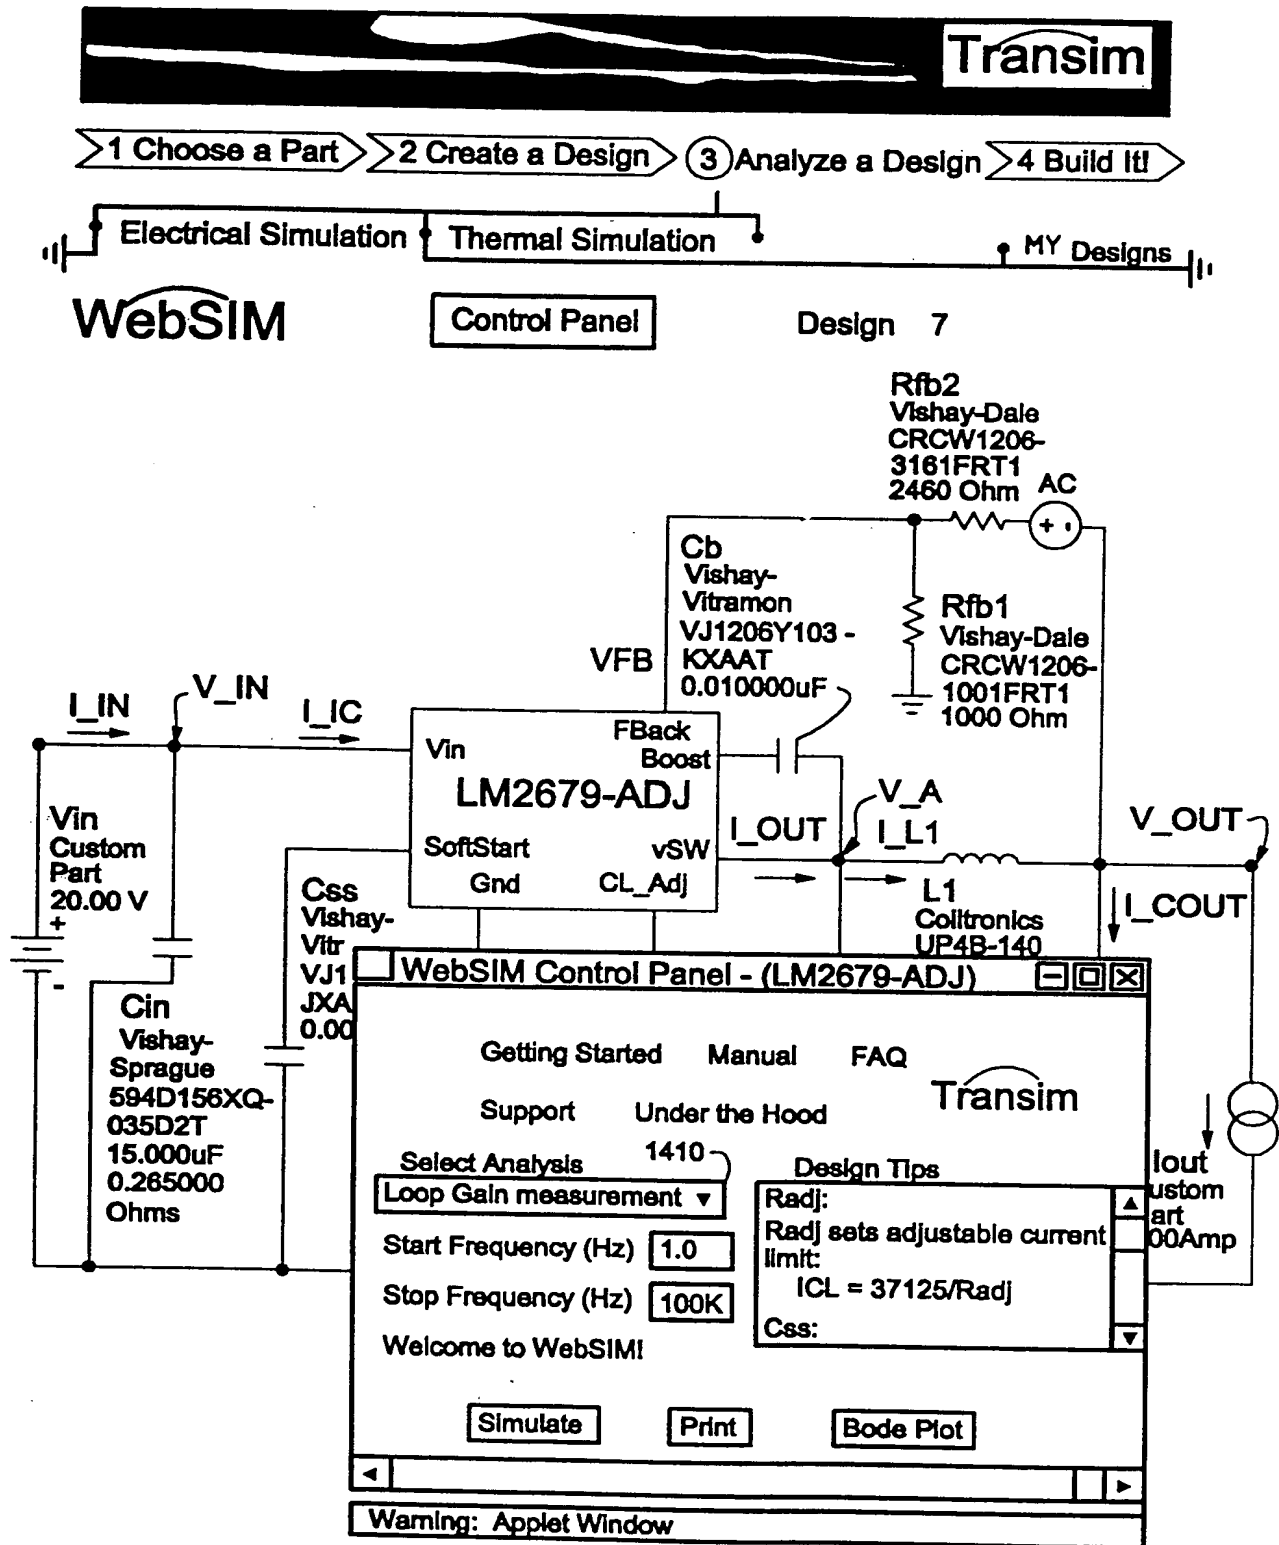 Transim
1 Choose a Part
2 Create a Design
3 Analyze a Design
4 Build It!
Electrical Simulation
Thermal Simulation
MY Designs
WebSIM
Control Panel
Design 7
Rfb2
Vishay-Dale
CRCW1206-
3161FRT1
2460 Ohm
AC
+ -
Cb
Vishay-
Vitramon
VJ1206Y103 -
KXAAT
0.010000uF
Rfb1
Vishay-Dale
CRCW1206-
1001FRT1
1000 Ohm
VFB
I_IN
V_IN
I_IC
Vin
FBack
Boost
LM2679-ADJ
SoftStart
vSW
Gnd
CL_Adj
V_A
I_OUT
I_L1
V_OUT
Vin
Custom
Part
20.00 V
+
-
Css
Vishay-
Vitr
VJ1
JXA
0.00
L1
Coiltronics
UP4B-140
I_COUT
Cin
Vishay-
Sprague
594D156XQ-
035D2T
15.000uF
0.265000
Ohms
WebSIM Control Panel - (LM2679-ADJ)
Getting Started Manual FAQ
Transim
Support Under the Hood
1410
Select Analysis
Loop Gain measurement
Start Frequency (Hz) 1.0
Stop Frequency (Hz) 100K
Welcome to WebSIM!
Design Tips
Radj:
Radj sets adjustable current
limit:
ICL = 37125/Radj
Css:
Iout
ustom
art
00Amp
Simulate
Print
Bode Plot
Warning: Applet Window